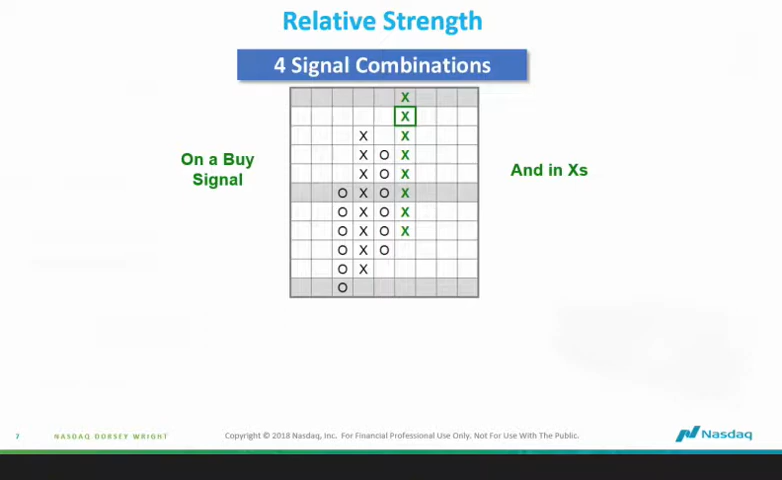 Relative Strength
4 Signal Combinations
X
X
X X
On a Buy
Signal
X O X
And in Xs
X O X
O X O X
O X O X
O X O X
O X O
O X
O
7 NASDAQ DORSEY WRIGHT Copyright © 2018 Nasdaq, Inc. For Financial Professional Use Only. Not For Use With The Public. Nasdaq